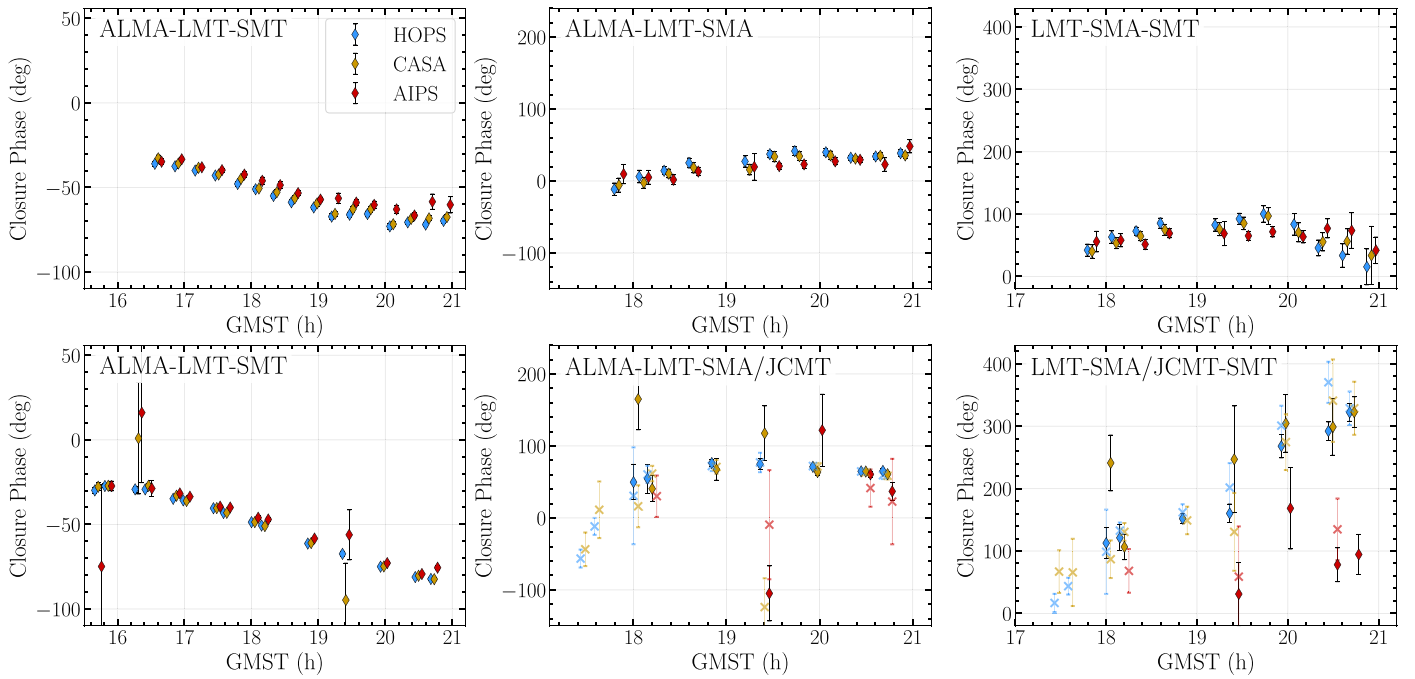 ALMA-LMT-SMT
HOPS
CASA
AIPS
Closure Phase (deg)
50
0
−50
−100
16 17 18 19 20 21
GMST (h)
ALMA-LMT-SMA
Closure Phase (deg)
200
100
0
−100
18 19 20 21
GMST (h)
LMT-SMA-SMT
Closure Phase (deg)
400
300
200
100
0
17 18 19 20 21
GMST (h)
ALMA-LMT-SMT
Closure Phase (deg)
50
0
−50
−100
16 17 18 19 20 21
GMST (h)
ALMA-LMT-SMA/JCMT
Closure Phase (deg)
200
100
0
−100
18 19 20 21
GMST (h)
LMT-SMA/JCMT-SMT
Closure Phase (deg)
400
300
200
100
0
17 18 19 20 21
GMST (h)